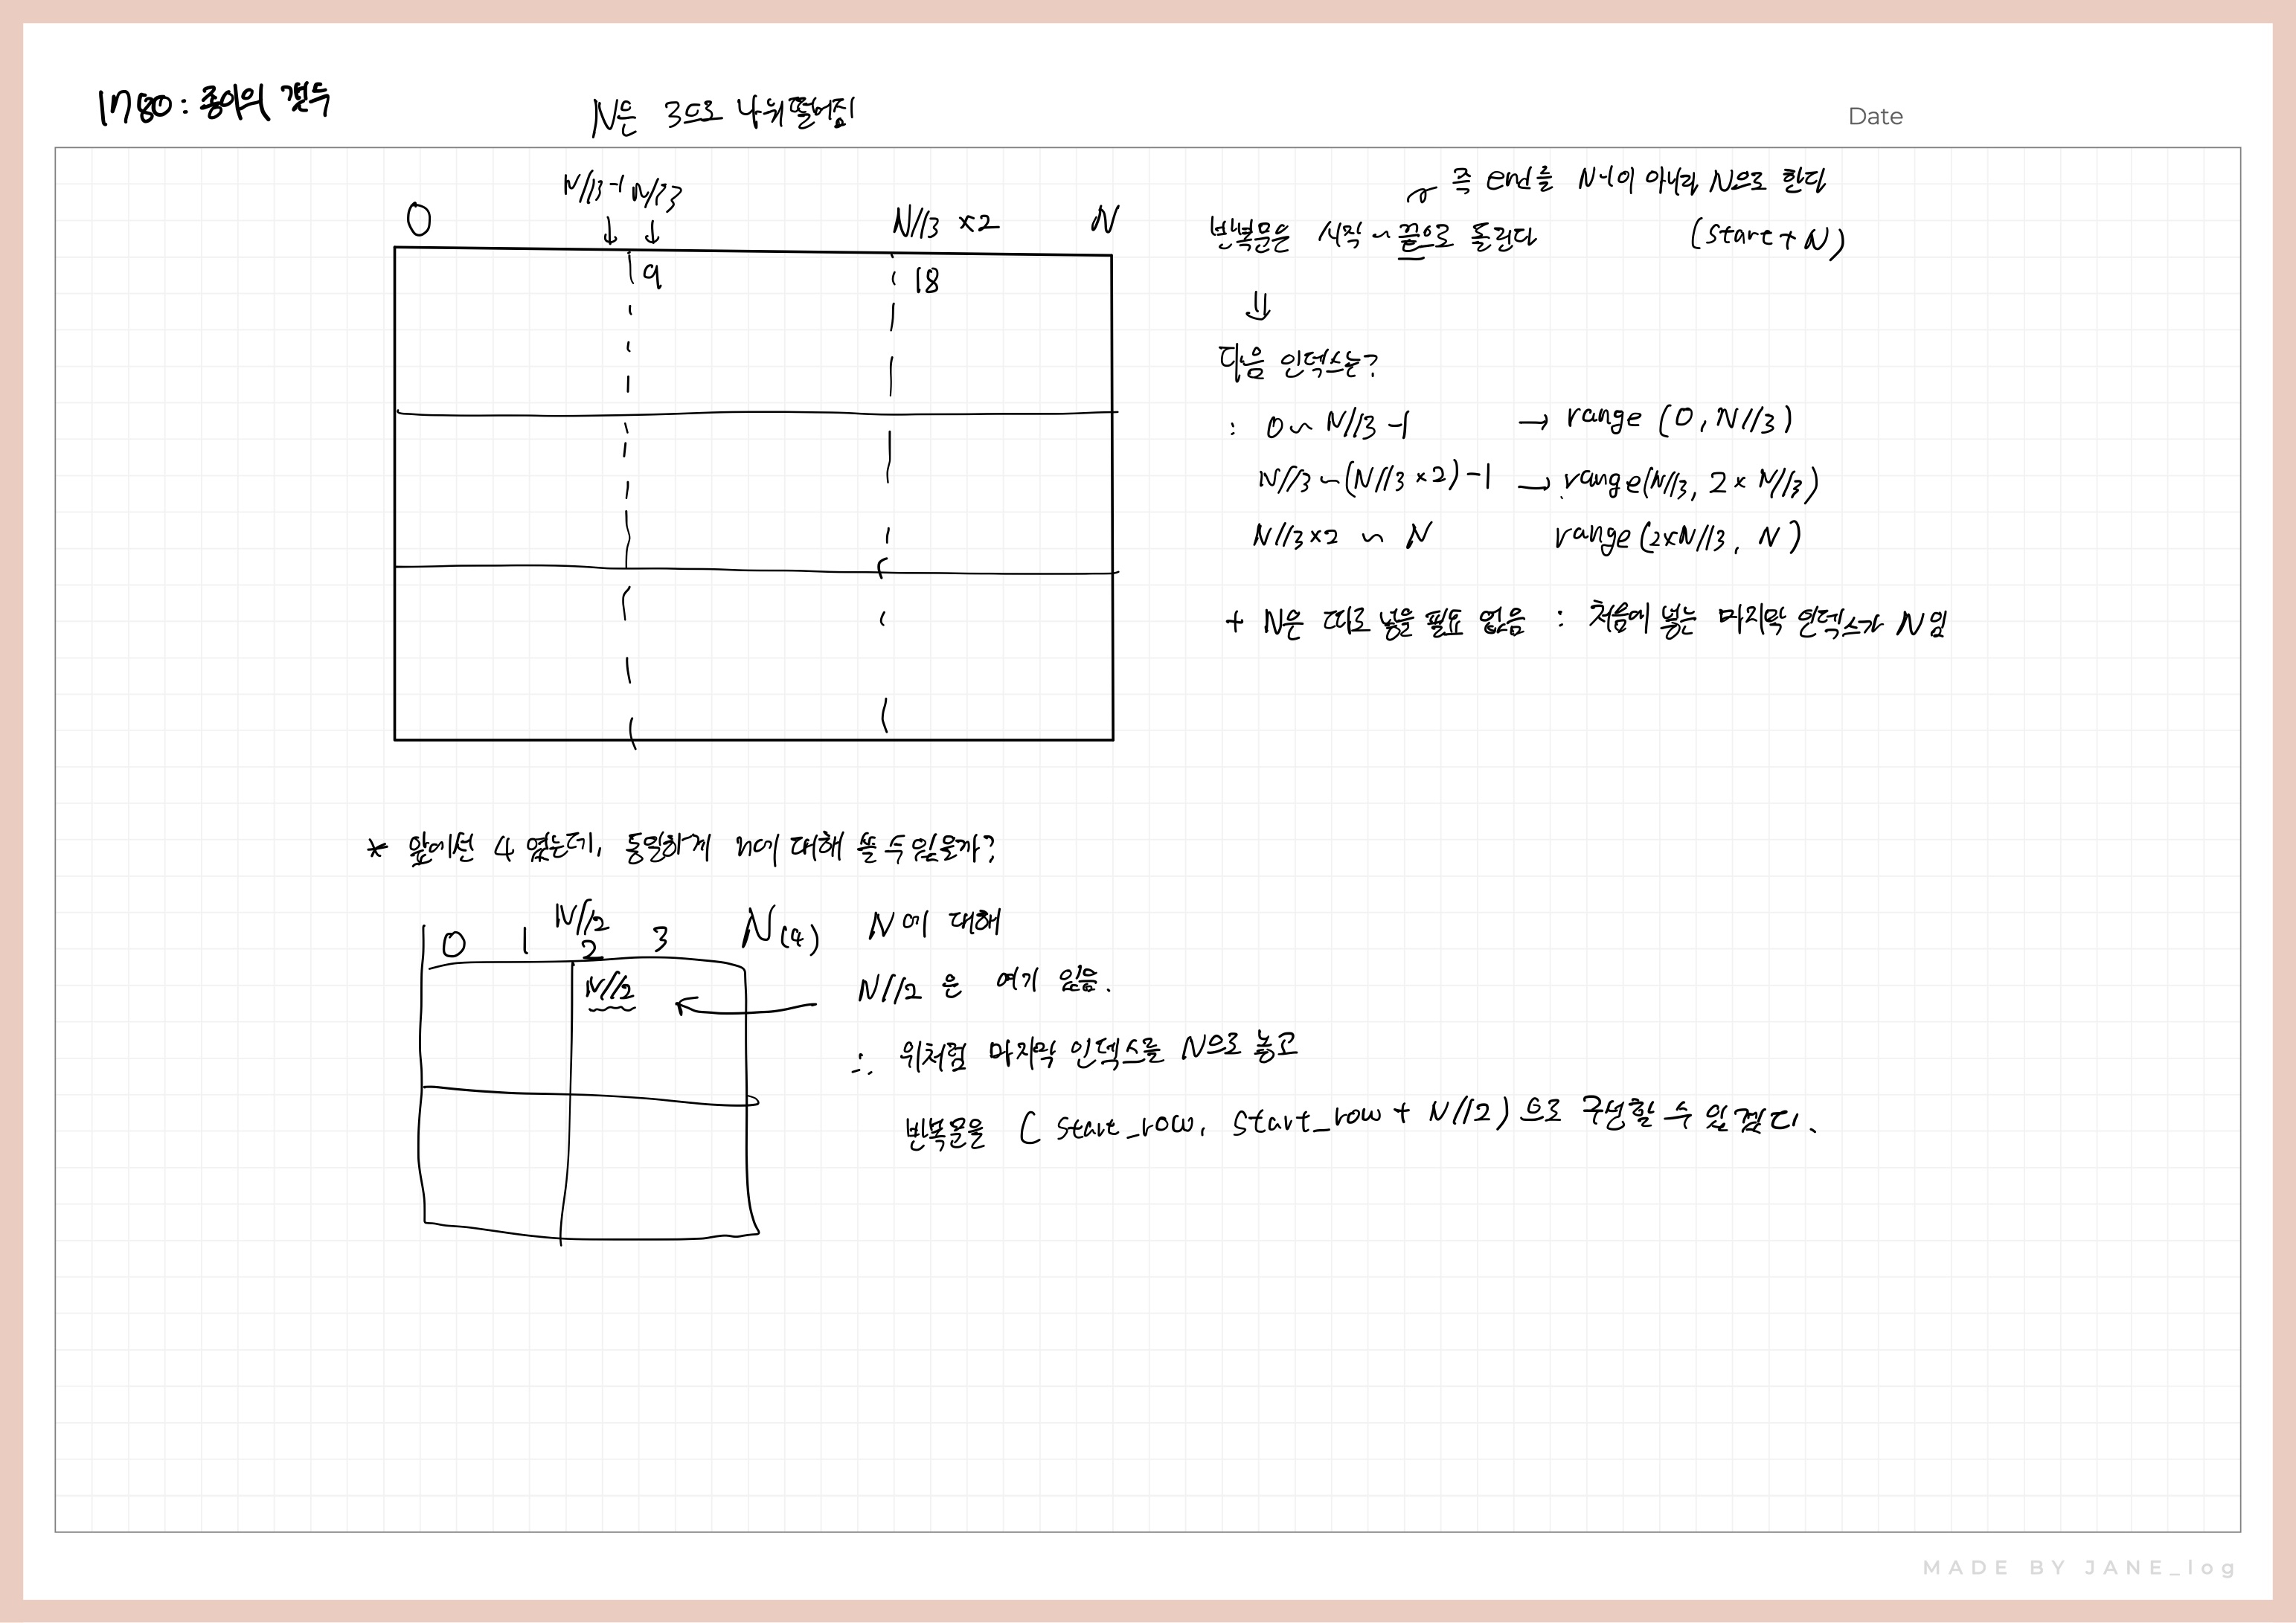 1780 : 종이의 갯수
N은 3으로 나눠떨어짐
Date
N//3-1 N//3
0 N//3 ×2 N
9 18
즉 end를 N-1이 아니라 N으로 한다
반복문은 시작~끝으로 돌린다 (start + N)
⇓
다음 인덱스는?
: 0 ~ N//3 -1 → range (0, N//3)
N//3 ~ (N//3 ×2) -1 → range(N//3, 2× N//3)
N//3×2 ~ N range(2×N//3, N)
+ N은 따로 넣을 필요 없음 : 처음에 넣는 마지막 인덱스가 N임
* 앞에선 4 였는데, 동일하게 n에 대해 쓸 수 있을까?
N//2
0 1 2 3 N(4)
N에 대해
N//2
N//2 은 여기 있음.
∴ 위처럼 마지막 인덱스를 N으로 놓고
반복문을 ( start_row, start_row + N//2) 으로 구성할 수 있겠다.
MADE BY JANE_log